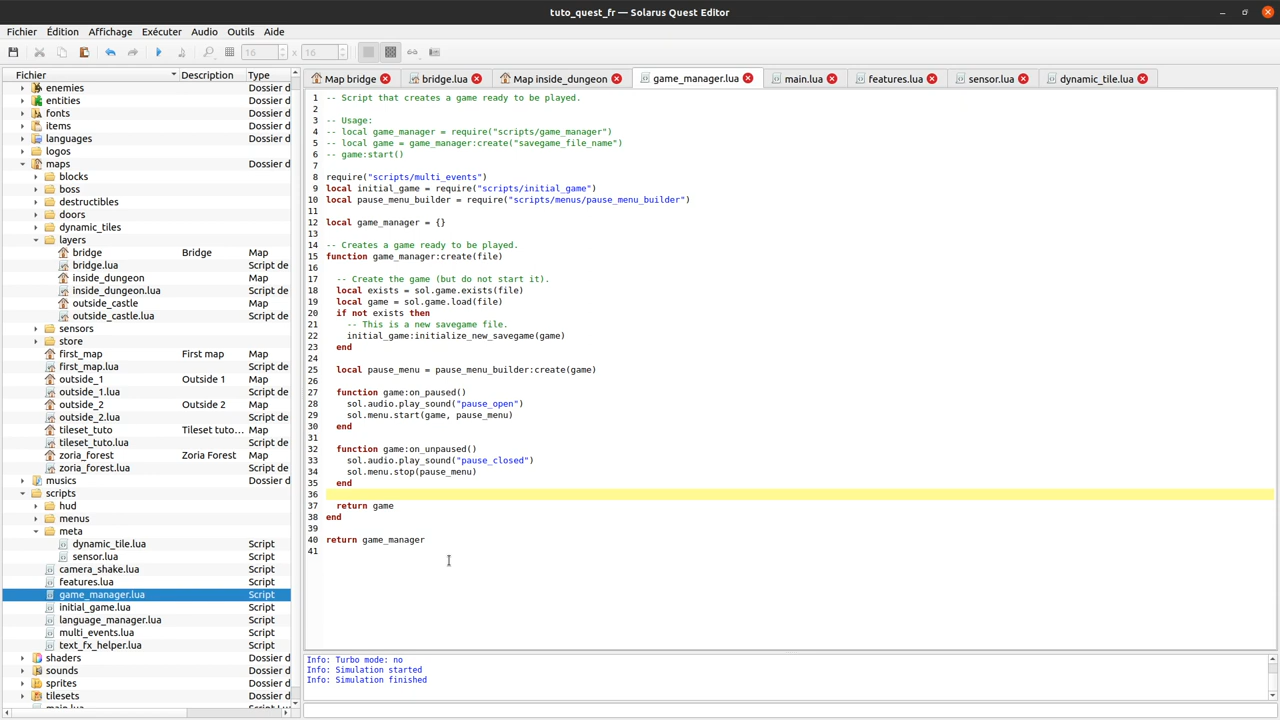 tuto_quest_fr — Solarus Quest Editor
Fichier Édition Affichage Exécuter Audio Outils Aide
16 x 16
Fichier Description Type
enemies Dossier d
entities Dossier d
fonts Dossier d
items Dossier d
languages Dossier d
logos Dossier d
maps Dossier d
blocks
boss
destructibles
doors
dynamic_tiles
layers
bridge Bridge Map
bridge.lua Script de
inside_dungeon Map
inside_dungeon.lua Script de
outside_castle Map
outside_castle.lua Script de
sensors
store
first_map First map Map
first_map.lua Script de
outside_1 Outside 1 Map
outside_1.lua Script de
outside_2 Outside 2 Map
outside_2.lua Script de
tileset_tuto Tileset tuto... Map
tileset_tuto.lua Script de
zoria_forest Zoria Forest Map
zoria_forest.lua Script de
musics Dossier d
scripts Dossier d
hud
menus
meta
dynamic_tile.lua Script
sensor.lua Script
camera_shake.lua Script
features.lua Script
game_manager.lua Script
initial_game.lua Script
language_manager.lua Script
multi_events.lua Script
text_fx_helper.lua Script
shaders Dossier d
sounds Dossier d
sprites Dossier d
tilesets Dossier d
Map bridge bridge.lua Map inside_dungeon game_manager.lua main.lua features.lua sensor.lua dynamic_tile.lua
1 -- Script that creates a game ready to be played.
2
3 -- Usage:
4 -- local game_manager = require("scripts/game_manager")
5 -- local game = game_manager:create("savegame_file_name")
6 -- game:start()
7
8 require("scripts/multi_events")
9 local initial_game = require("scripts/initial_game")
10 local pause_menu_builder = require("scripts/menus/pause_menu_builder")
11
12 local game_manager = {}
13
14 -- Creates a game ready to be played.
15 function game_manager:create(file)
16
17 -- Create the game (but do not start it).
18 local exists = sol.game.exists(file)
19 local game = sol.game.load(file)
20 if not exists then
21 -- This is a new savegame file.
22 initial_game:initialize_new_savegame(game)
23 end
24
25 local pause_menu = pause_menu_builder:create(game)
26
27 function game:on_paused()
28 sol.audio.play_sound("pause_open")
29 sol.menu.start(game, pause_menu)
30 end
31
32 function game:on_unpaused()
33 sol.audio.play_sound("pause_closed")
34 sol.menu.stop(pause_menu)
35 end
36
37 return game
38 end
39
40 return game_manager
41
Info: Turbo mode: no
Info: Simulation started
Info: Simulation finished